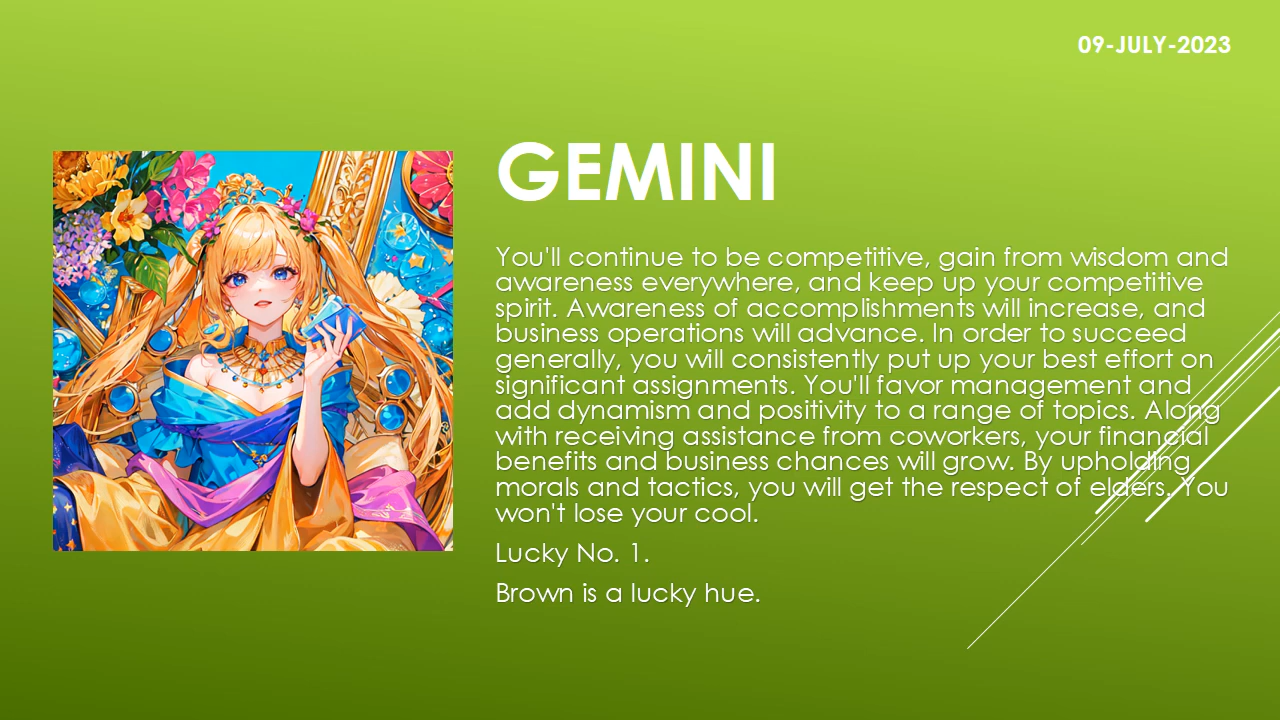 09-JULY-2023
GEMINI
You'll continue to be competitive, gain from wisdom and
awareness everywhere, and keep up your competitive
spirit. Awareness of accomplishments will increase, and
business operations will advance. In order to succeed
generally, you will consistently put up your best effort on
significant assignments. You'll favor management and
add dynamism and positivity to a range of topics. Along
with receiving assistance from coworkers, your financial
benefits and business chances will grow. By upholding
morals and tactics, you will get the respect of elders. You
won't lose your cool.
Lucky No. 1.
Brown is a lucky hue.